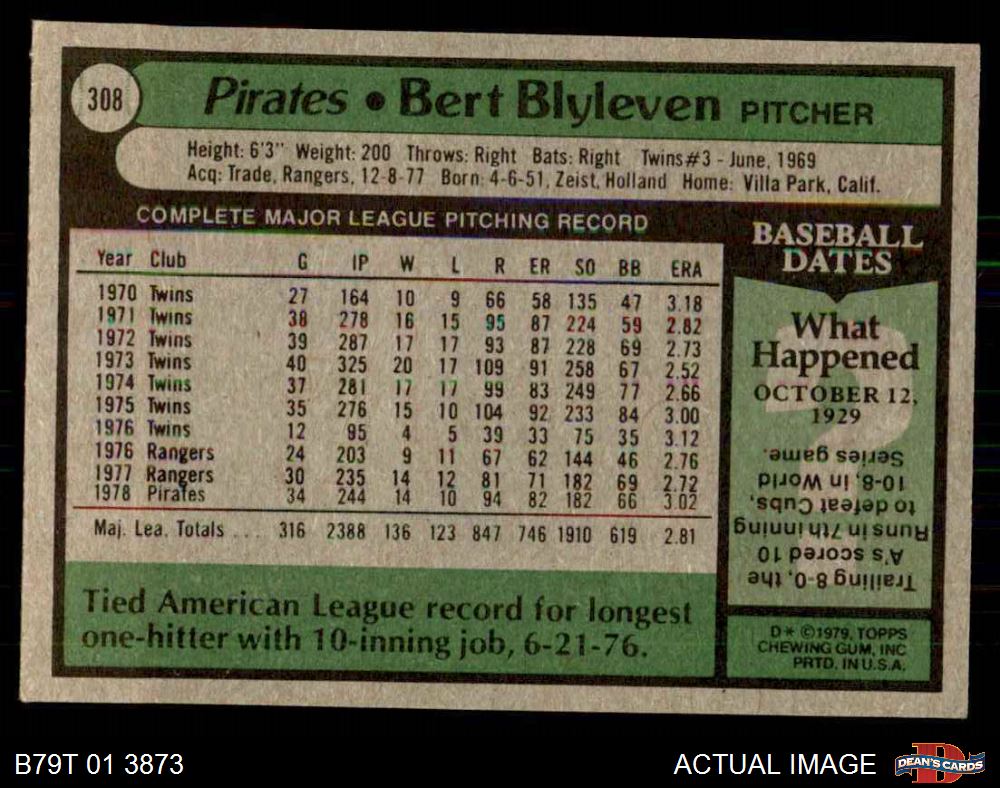 308
Pirates • Bert Blyleven PITCHER
Height: 6'3" Weight: 200 Throws: Right Bats: Right Twins #3 - June, 1969
Acq: Trade, Rangers, 12-8-77 Born: 4-6-51, Zeist, Holland Home: Villa Park, Calif.
COMPLETE MAJOR LEAGUE PITCHING RECORD
Year Club G IP W L R ER SO BB ERA
1970 Twins 27 164 10 9 66 58 135 47 3.18
1971 Twins 38 278 16 15 95 87 224 59 2.82
1972 Twins 39 287 17 17 93 87 228 69 2.73
1973 Twins 40 325 20 17 109 91 258 67 2.52
1974 Twins 37 281 17 17 99 83 249 77 2.66
1975 Twins 35 276 15 10 104 92 233 84 3.00
1976 Twins 12 95 4 5 39 33 75 35 3.12
1976 Rangers 24 203 9 11 67 62 144 46 2.76
1977 Rangers 30 235 14 12 81 71 182 69 2.72
1978 Pirates 34 244 14 10 94 82 182 66 3.02
Maj. Lea. Totals ... 316 2388 136 123 847 746 1910 619 2.81
Tied American League record for longest
one-hitter with 10-inning job, 6-21-76.
BASEBALL
DATES
What
Happened
OCTOBER 12,
1929
Trailing 8-0, the
A's scored 10
Runs in 7th inning
to defeat Cubs,
10-8, in World
Series game.
D* ©1979, TOPPS
CHEWING GUM, INC
PRTD. IN U.S.A.
B79T 01 3873
ACTUAL IMAGE
DEAN'S CARDS